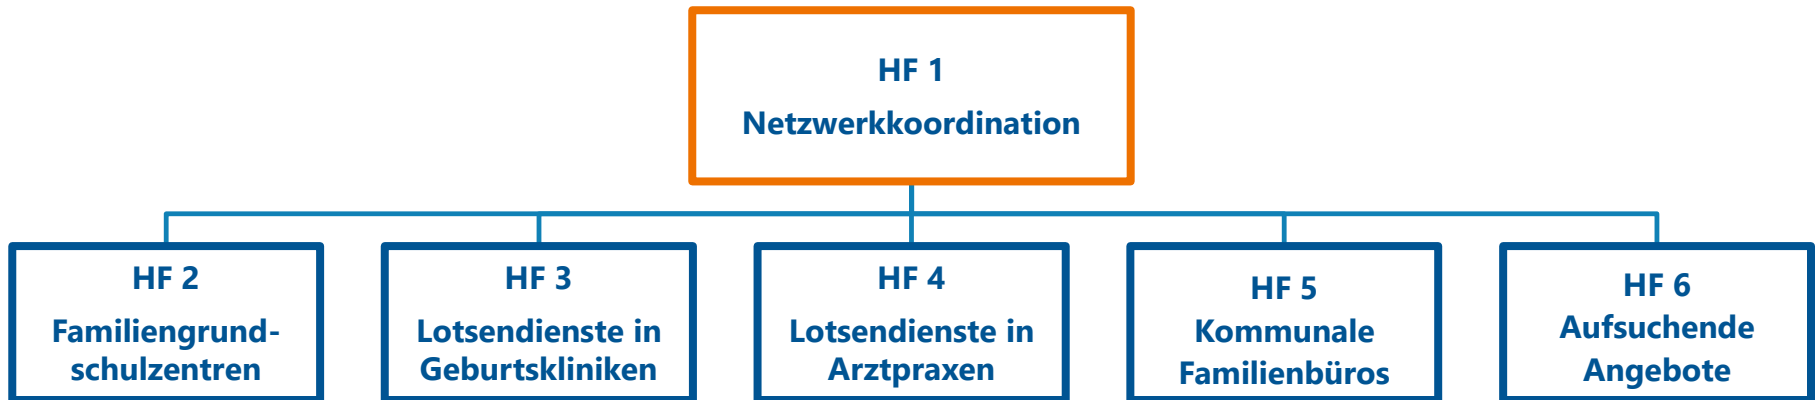 HF 1
Netzwerkkoordination
HF 2
Familiengrund-
schulzentren
HF 3
Lotsendienste in
Geburtskliniken
HF 4
Lotsendienste in
Arztpraxen
HF 5
Kommunale
Familienbüros
HF 6
Aufsuchende
Angebote